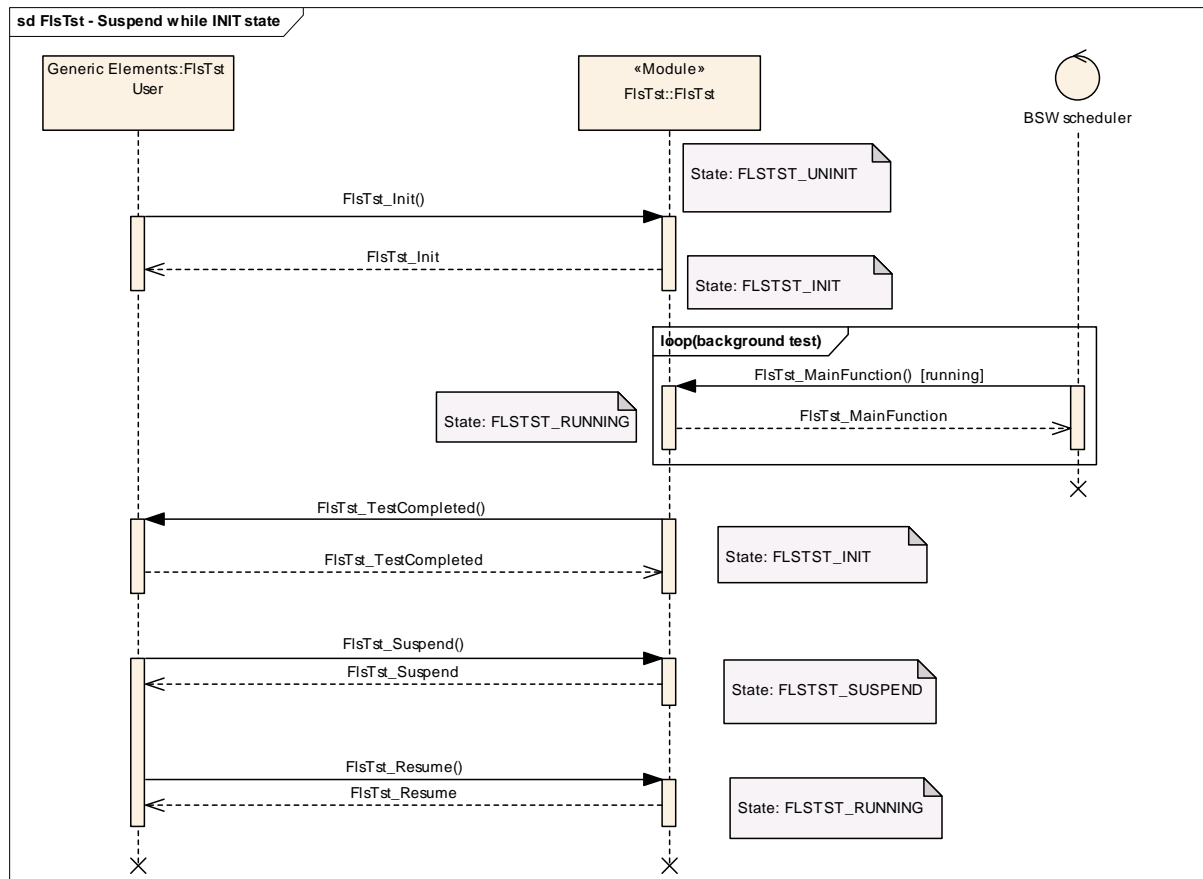 sd FlsTst - Suspend while INIT state
Generic Elements::FlsTst
User
«Module»
FlsTst::FlsTst
BSW scheduler
State: FLSTST_UNINIT
FlsTst_Init()
FlsTst_Init
State: FLSTST_INIT
loop(background test)
FlsTst_MainFunction() [running]
FlsTst_MainFunction
State: FLSTST_RUNNING
FlsTst_TestCompleted()
FlsTst_TestCompleted
State: FLSTST_INIT
FlsTst_Suspend()
FlsTst_Suspend
State: FLSTST_SUSPEND
FlsTst_Resume()
FlsTst_Resume
State: FLSTST_RUNNING